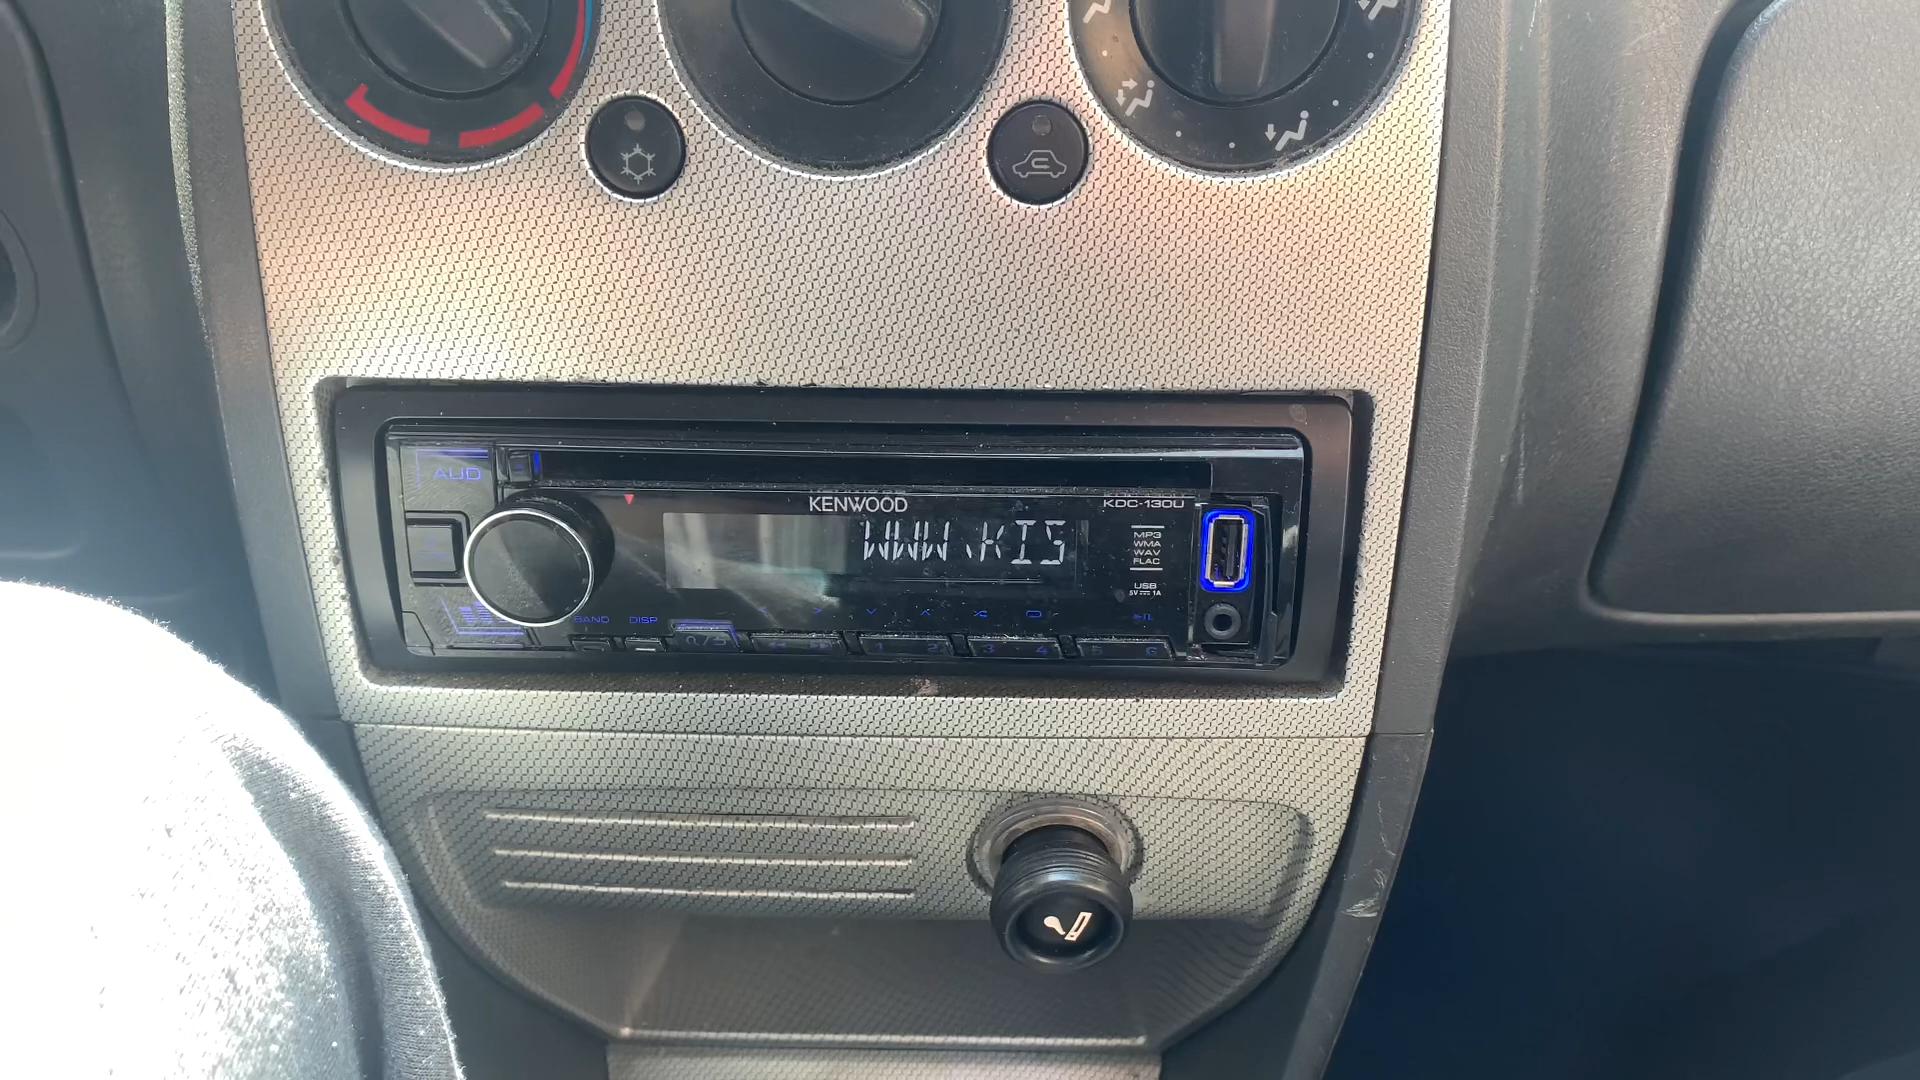 AUD
KENWOOD
KDC-130U
WWW.KIS
MP3
WMA
WAV
FLAC
USB
5V 1A
BAND
DISP
1
2
3
4
5
6